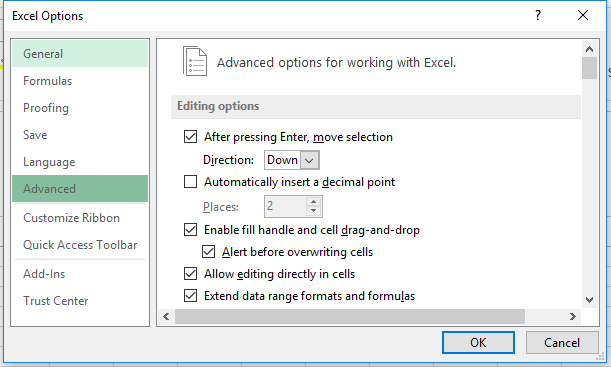 Excel Options ?
General
Formulas
Proofing
Save
Language
Advanced
Customize Ribbon
Quick Access Toolbar
Add-Ins
Trust Center
Advanced options for working with Excel.
Editing options
After pressing Enter, move selection
Direction: Down
Automatically insert a decimal point
Places: 2
Enable fill handle and cell drag-and-drop
Alert before overwriting cells
Allow editing directly in cells
Extend data range formats and formulas
OK Cancel